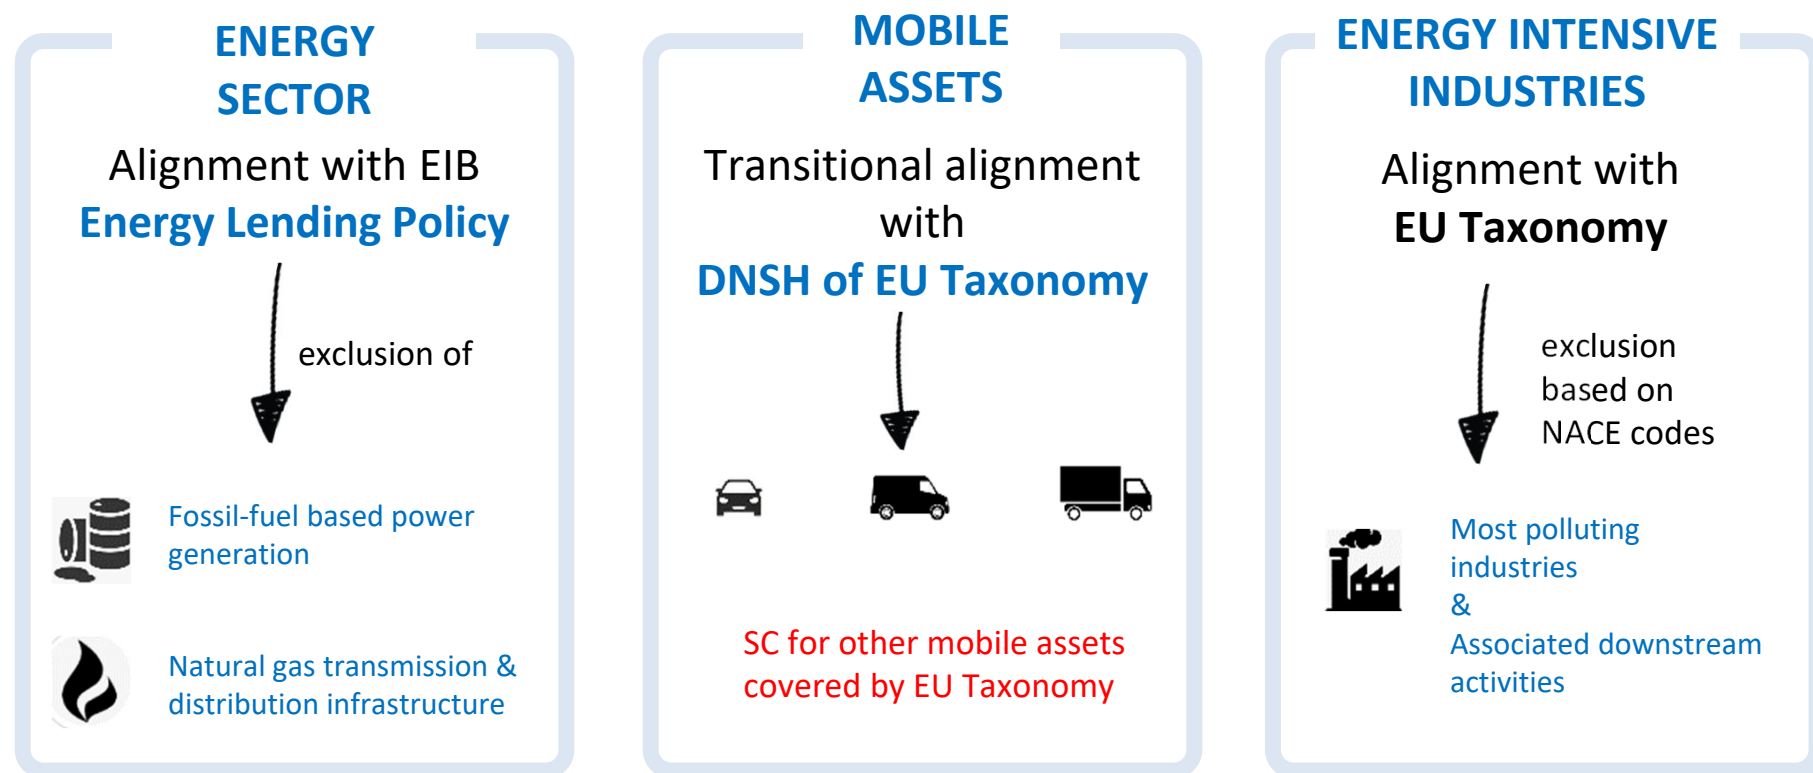 ENERGY
SECTOR
Alignment with EIB
Energy Lending Policy
exclusion of
Fossil-fuel based power
generation
Natural gas transmission &
distribution infrastructure
MOBILE
ASSETS
Transitional alignment
with
DNSH of EU Taxonomy
SC for other mobile assets
covered by EU Taxonomy
ENERGY INTENSIVE
INDUSTRIES
Alignment with
EU Taxonomy
exclusion
based on
NACE codes
Most polluting
industries
&
Associated downstream
activities